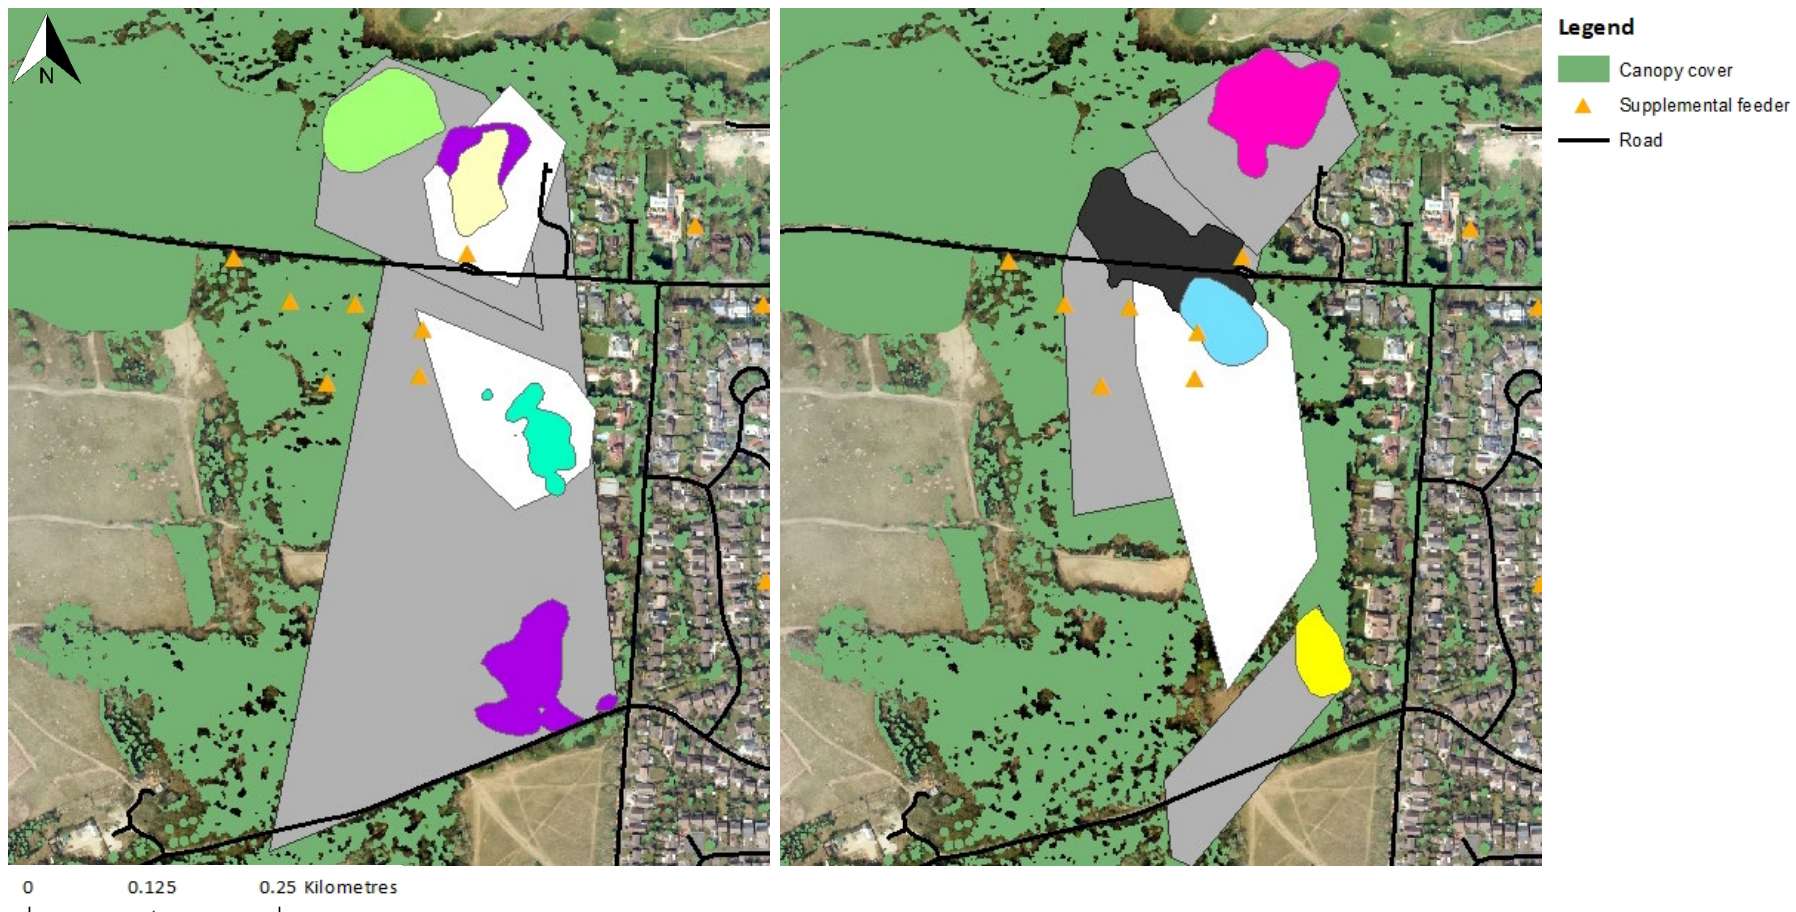 N
Legend
Canopy cover
Supplemental feeder
Road
0 0.125 0.25 Kilometres